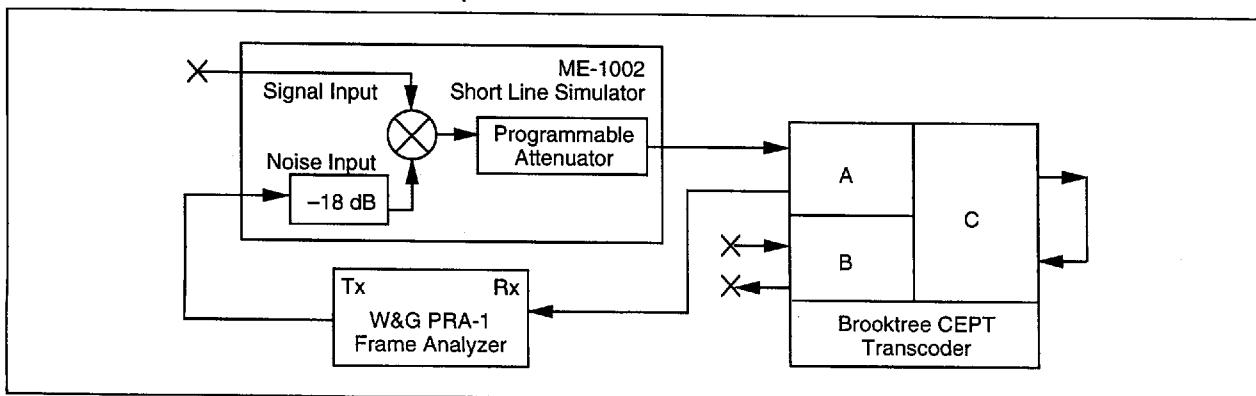 ME-1002
Short Line Simulator
Signal Input
Programmable
Attenuator
Noise Input
–18 dB
A
B
C
Tx
Rx
W&G PRA-1
Frame Analyzer
Brooktree CEPT
Transcoder